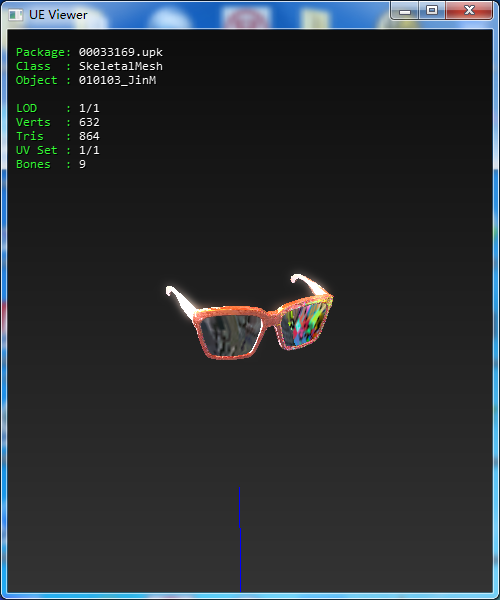 UE Viewer
Package: 00033169.upk
Class : SkeletalMesh
Object : 010103_JinM
LOD : 1/1
Verts : 632
Tris : 864
UV Set : 1/1
Bones : 9